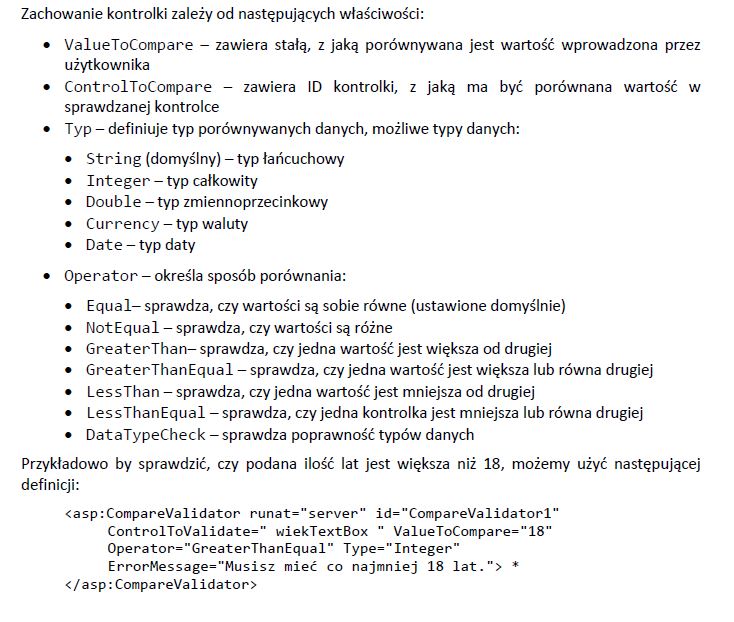 Zachowanie kontrolki zależy od następujących właściwości:
• ValueToCompare – zawiera stałą, z jaką porównywana jest wartość wprowadzona przez
użytkownika
• ControlToCompare – zawiera ID kontrolki, z jaką ma być porównana wartość w
sprawdzanej kontrolce
• Typ – definiuje typ porównywanych danych, możliwe typy danych:
• String (domyślny) – typ łańcuchowy
• Integer – typ całkowity
• Double – typ zmiennoprzecinkowy
• Currency – typ waluty
• Date – typ daty
• Operator – określa sposób porównania:
• Equal– sprawdza, czy wartości są sobie równe (ustawione domyślnie)
• NotEqual – sprawdza, czy wartości są różne
• GreaterThan– sprawdza, czy jedna wartość jest większa od drugiej
• GreaterThanEqual – sprawdza, czy jedna wartość jest większa lub równa drugiej
• LessThan – sprawdza, czy jedna wartość jest mniejsza od drugiej
• LessThanEqual – sprawdza, czy jedna kontrolka jest mniejsza lub równa drugiej
• DataTypeCheck – sprawdza poprawność typów danych
Przykładowo by sprawdzić, czy podana ilość lat jest większa niż 18, możemy użyć następującej
definicji:
<asp:CompareValidator runat="server" id="CompareValidator1"
ControlToValidate=" wiekTextBox " ValueToCompare="18"
Operator="GreaterThanEqual" Type="Integer"
ErrorMessage="Musisz mieć co najmniej 18 lat."> *
</asp:CompareValidator>